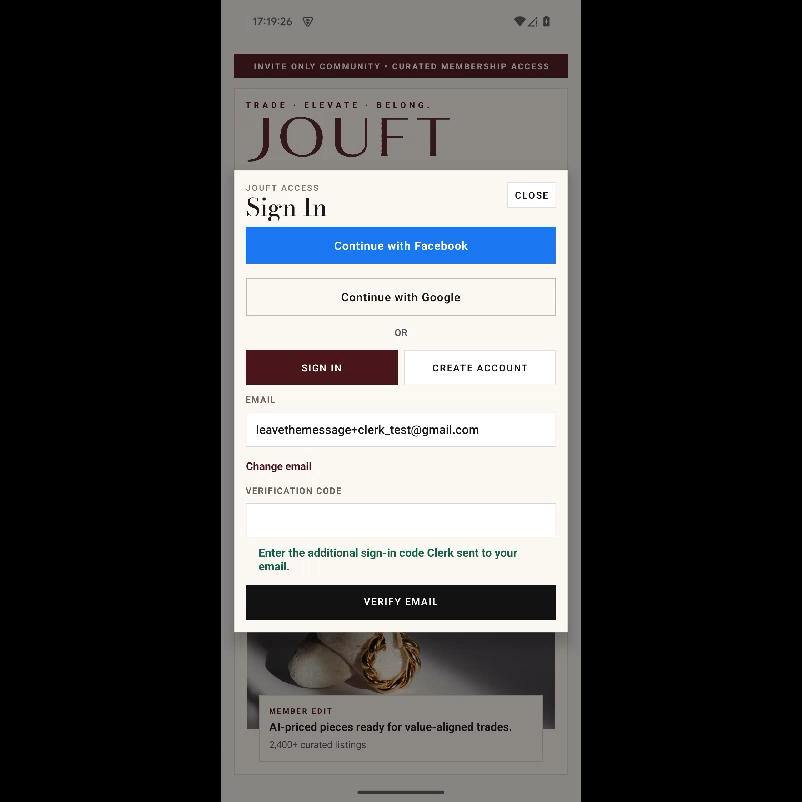 17:19:26
INVITE ONLY COMMUNITY • CURATED MEMBERSHIP ACCESS
TRADE · ELEVATE · BELONG.
JOUFT
JOUFT ACCESS
Sign In
CLOSE
Continue with Facebook
Continue with Google
OR
SIGN IN
CREATE ACCOUNT
EMAIL
leavethemessage+clerk_test@gmail.com
Change email
VERIFICATION CODE
Enter the additional sign-in code Clerk sent to your
email.
VERIFY EMAIL
MEMBER EDIT
AI-priced pieces ready for value-aligned trades.
2,400+ curated listings